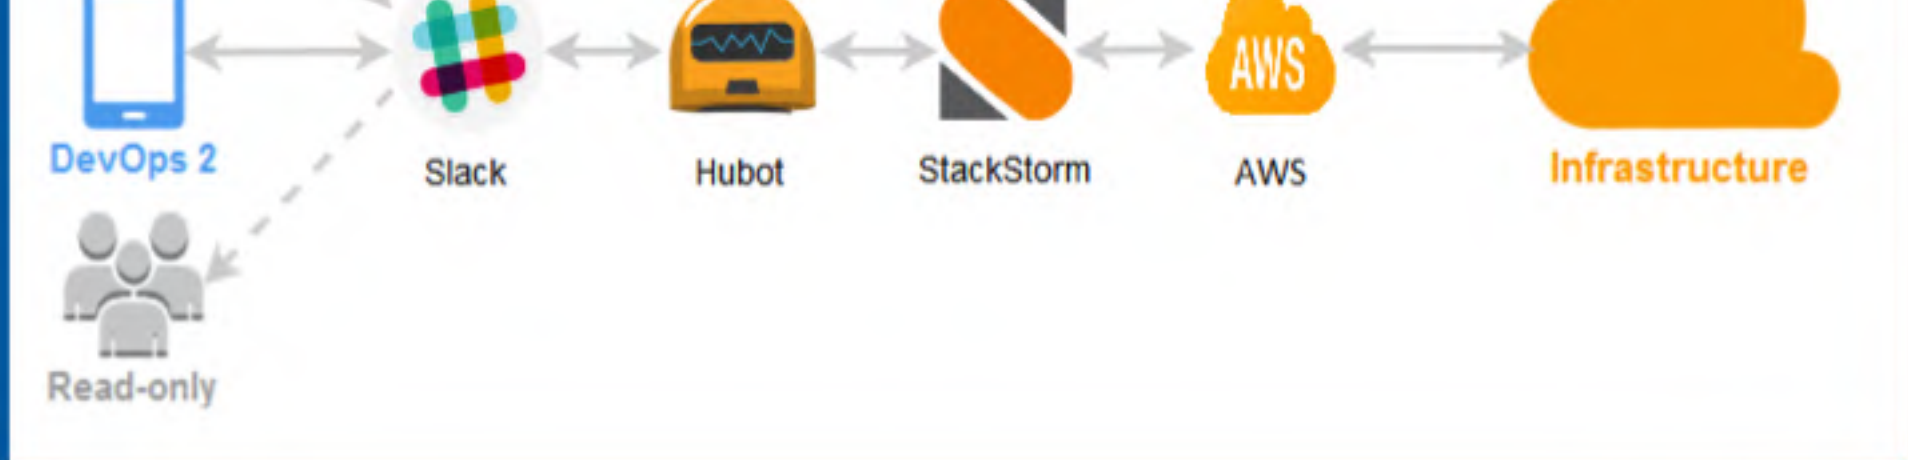 AWS
DevOps 2
Slack
Hubot
StackStorm
AWS
Infrastructure
Read-only